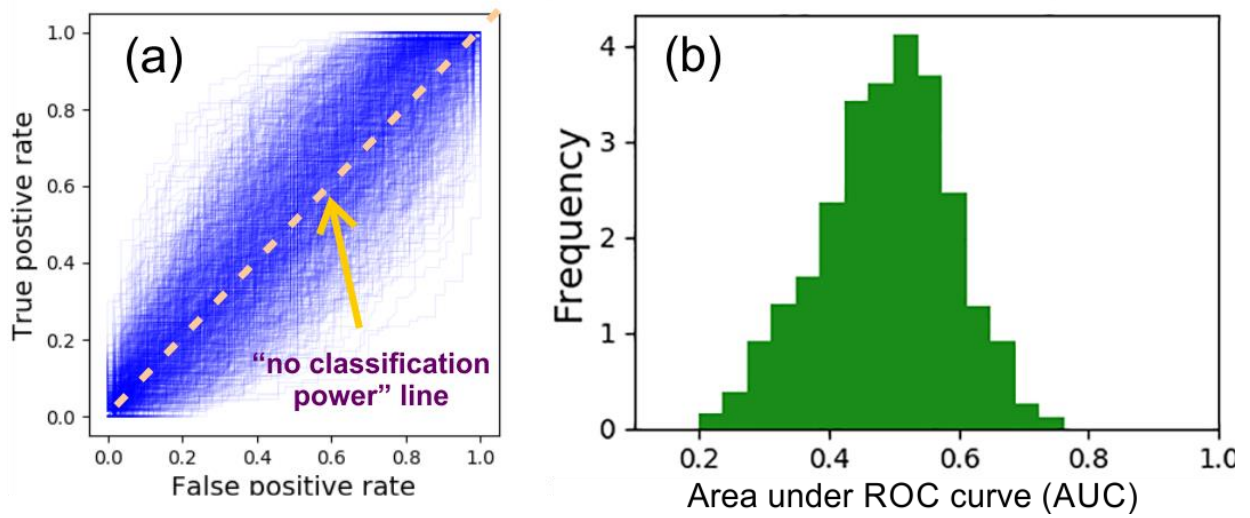 (a)
True postive rate
1.0
0.8
0.6
0.4
0.2
0.0
0.0 0.2 0.4 0.6 0.8 1.0
False positive rate
“no classification
power” line
(b)
Frequency
4
3
2
1
0
0.2 0.4 0.6 0.8 1.0
Area under ROC curve (AUC)